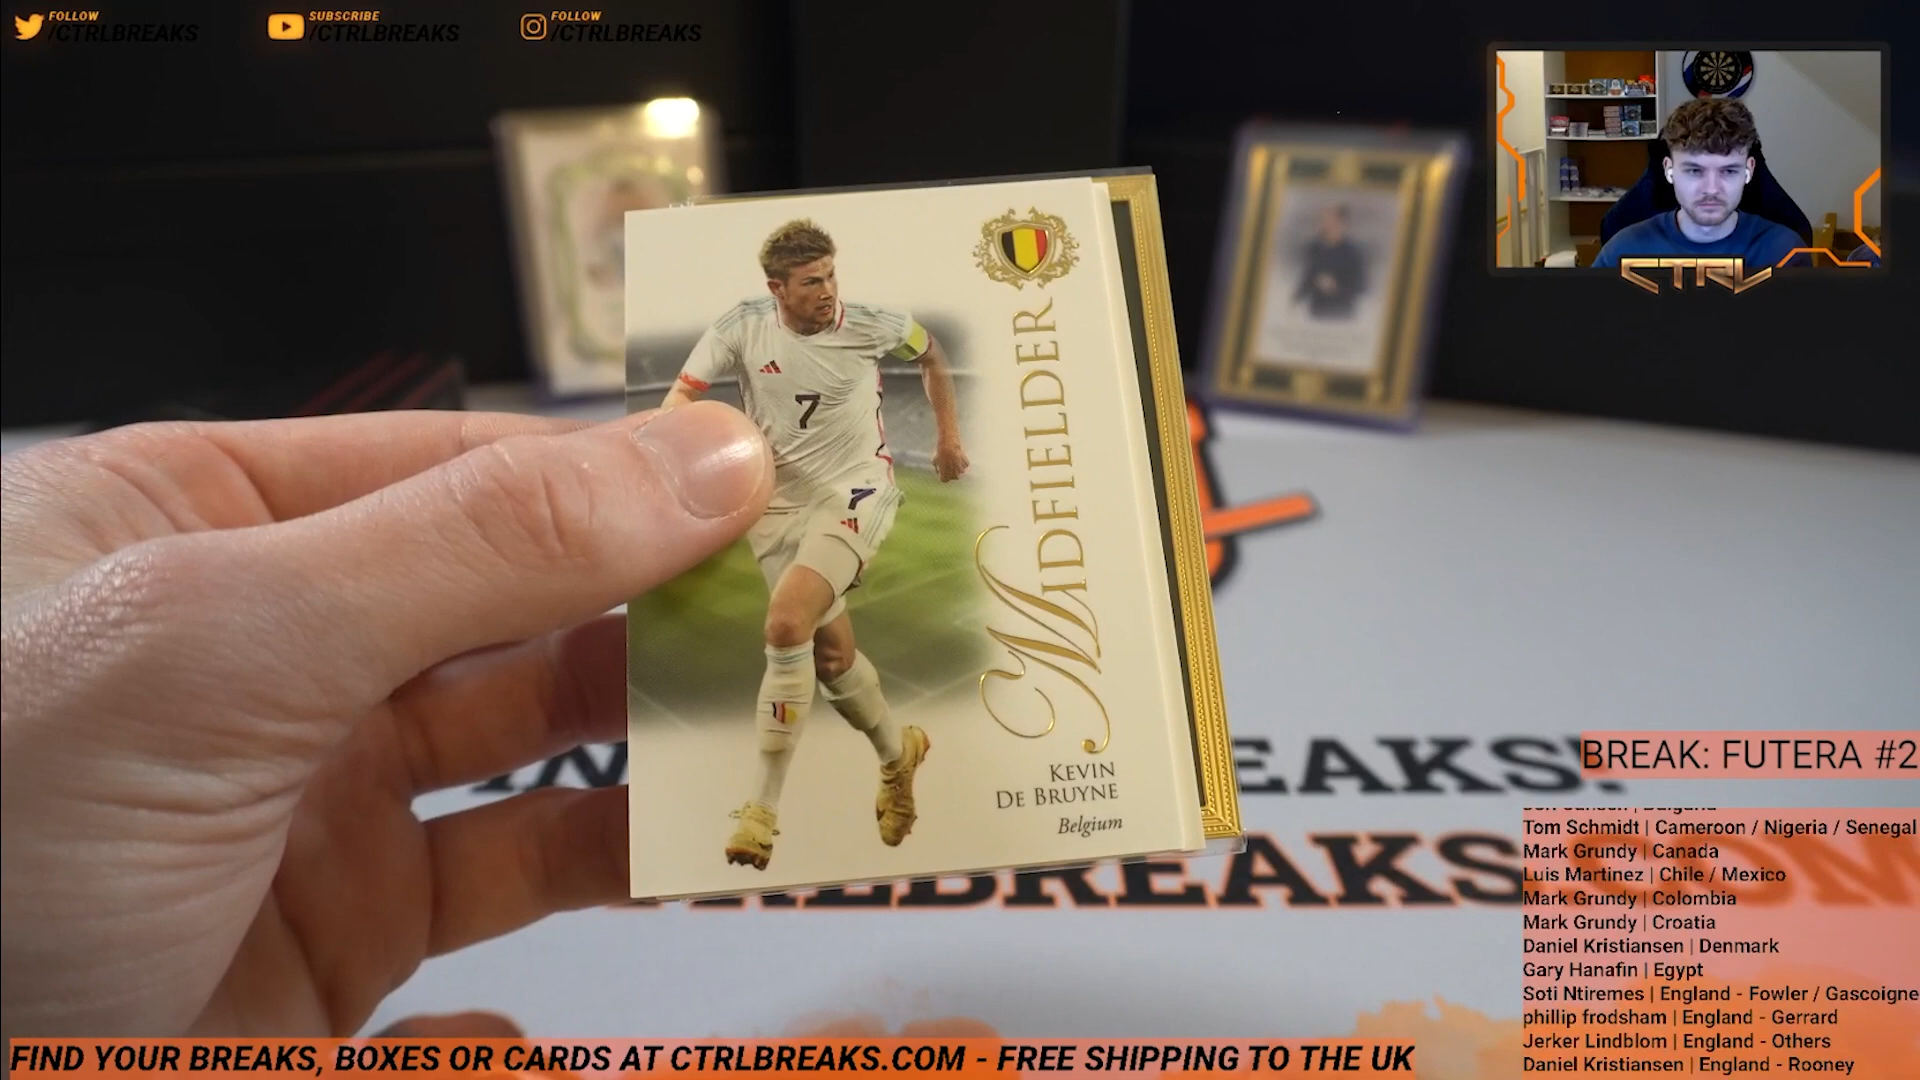 FOLLOW
/CTRLBREAKS
SUBSCRIBE
/CTRLBREAKS
FOLLOW
/CTRLBREAKS
CTRL
7
7
MIDFIELDER
KEVIN
DE BRUYNE
Belgium
BREAK: FUTERA #2
Tom Schmidt | Cameroon / Nigeria / Senegal
Mark Grundy | Canada
Luis Martinez | Chile / Mexico
Mark Grundy | Colombia
Mark Grundy | Croatia
Daniel Kristiansen | Denmark
Gary Hanafin | Egypt
Soti Ntiremes | England - Fowler / Gascoigne
phillip frodsham | England - Gerrard
Jerker Lindblom | England - Others
Daniel Kristiansen | England - Rooney
FIND YOUR BREAKS, BOXES OR CARDS AT CTRLBREAKS.COM - FREE SHIPPING TO THE UK